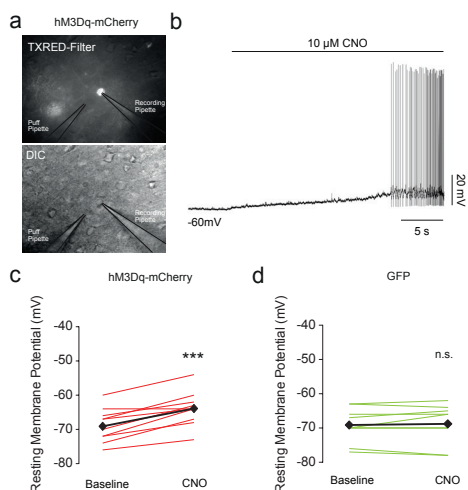 a
hM3Dq-mCherry
TXRED-Filter
Puff
Pipette
Recording
Pipette
DIC
Puff
Pipette
Recording
Pipette
b
10 µM CNO
-60mV
20 mV
5 s
c
hM3Dq-mCherry
Resting Membrane Potential (mV)
-40
-50
-60
-70
-80
***
Baseline
CNO
d
GFP
Resting Membrane Potential (mV)
-40
-50
-60
-70
-80
n.s.
Baseline
CNO